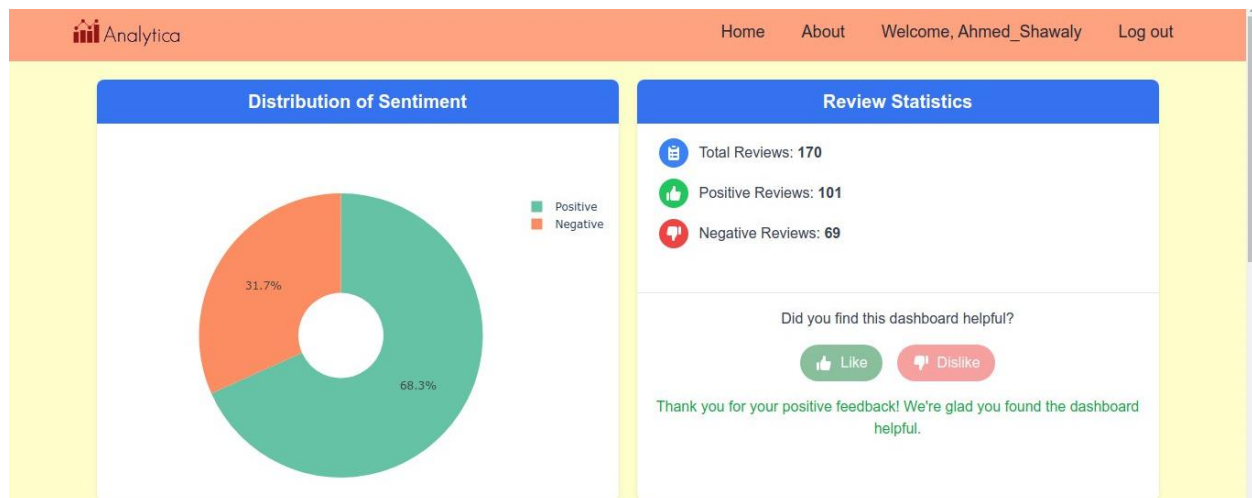 Analytica
Home About Welcome, Ahmed_Shawaly Log out
Distribution of Sentiment
Positive
Negative
31.7%
68.3%
Review Statistics
Total Reviews: 170
Positive Reviews: 101
Negative Reviews: 69
Did you find this dashboard helpful?
Like Dislike
Thank you for your positive feedback! We're glad you found the dashboard
helpful.